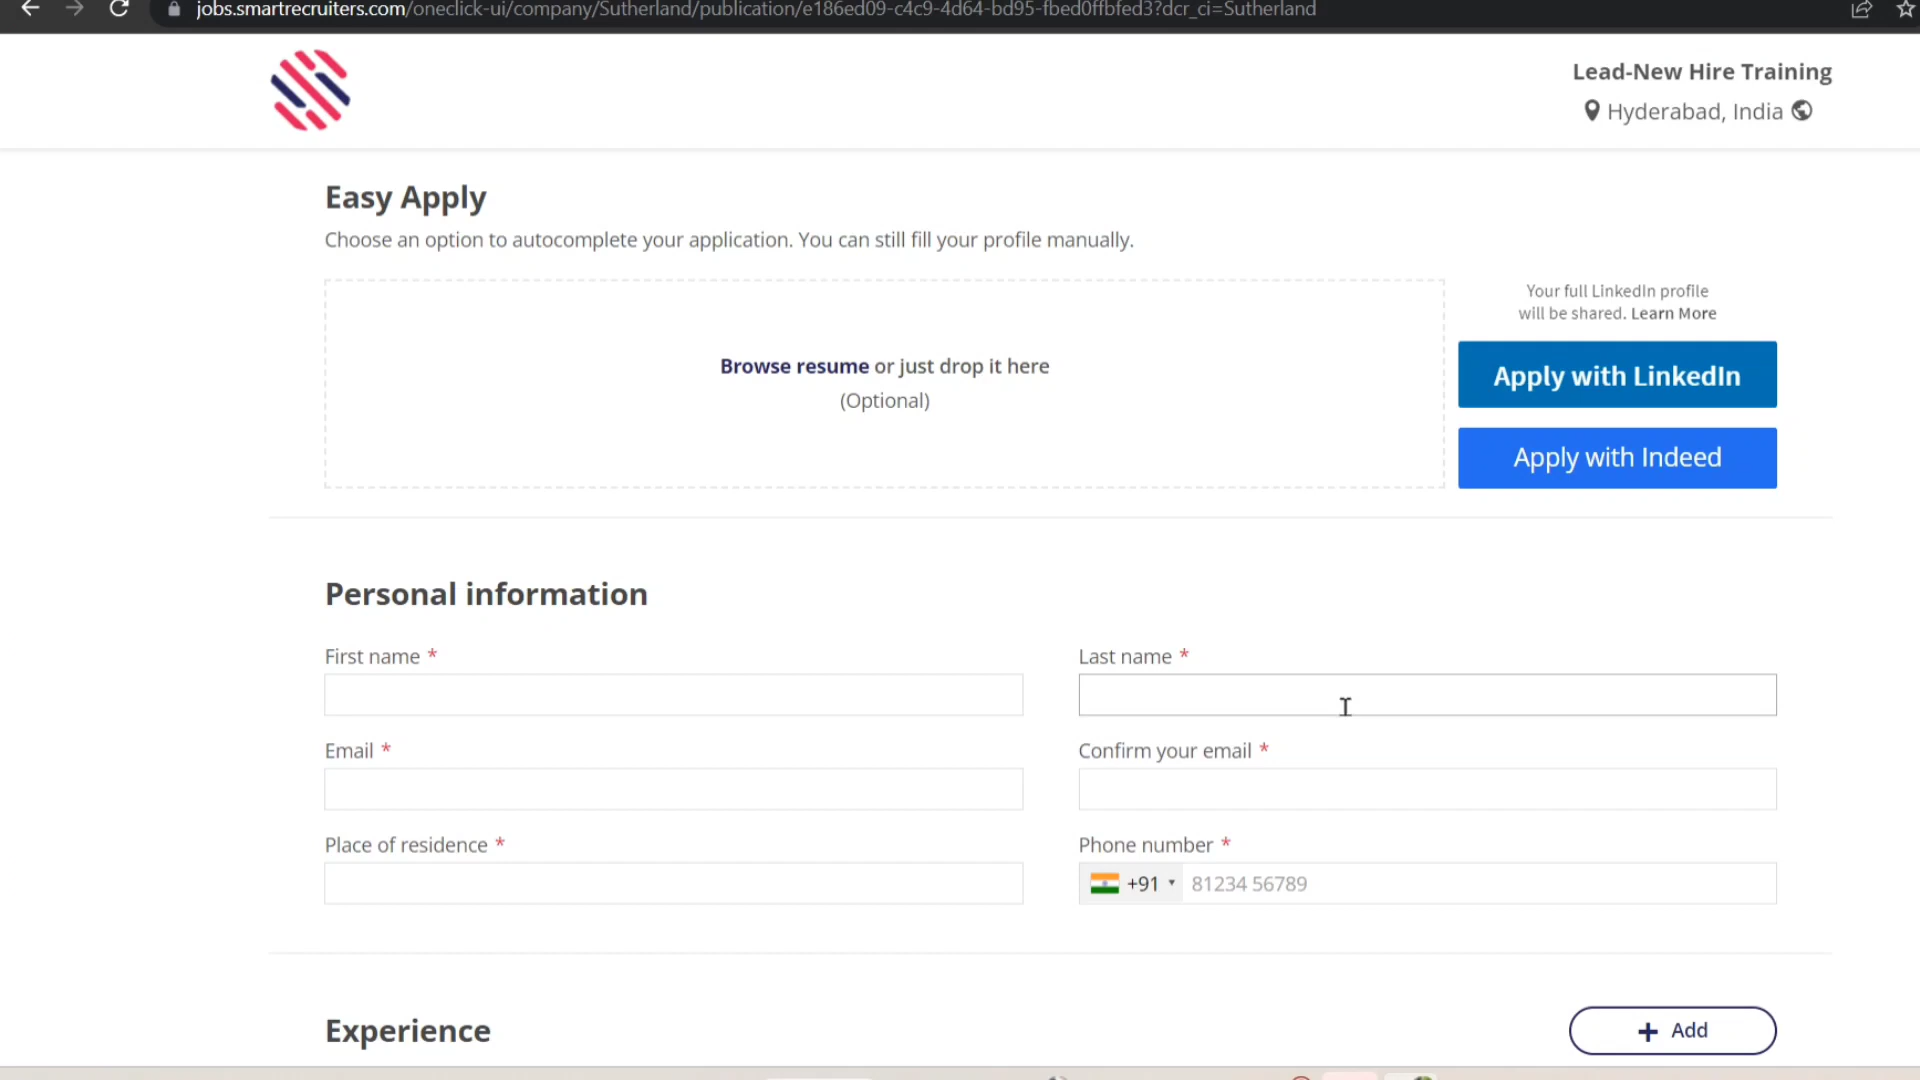 jobs.smartrecruiters.com/oneclick-ui/company/Sutherland/publication/e186ed09-c4c9-4d64-bd95-fbed0ffbfed3?dcr_ci=Sutherland
Lead-New Hire Training
Hyderabad, India
Easy Apply
Choose an option to autocomplete your application. You can still fill your profile manually.
Browse resume or just drop it here
(Optional)
Your full LinkedIn profile
will be shared. Learn More
Apply with LinkedIn
Apply with Indeed
Personal information
First name *
Last name *
Email *
Confirm your email *
Place of residence *
Phone number *
+91 81234 56789
Experience
+ Add